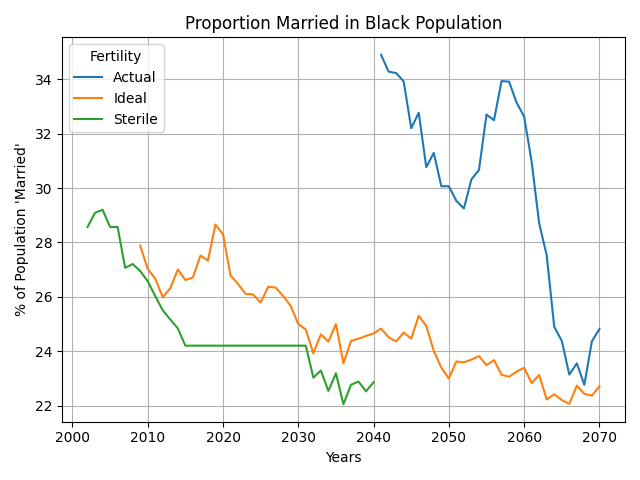 Proportion Married in Black Population
Fertility
Actual
Ideal
Sterile
% of Population 'Married'
34
32
30
28
26
24
22
2000
2010
2020
2030
2040
2050
2060
2070
Years